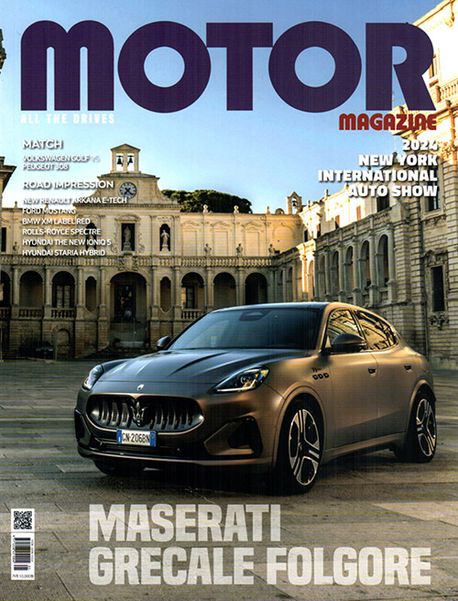 MOTOR
ALL THE DRIVES
MAGAZINE
MATCH
VOLKSWAGEN GOLF VS
PEUGEOT 308
ROAD IMPRESSION
NEW RENAULT ARKANA E-TECH
FORD MUSTANG
BMW XM LABEL RED
ROLLS-ROYCE SPECTRE
HYUNDAI THE NEW IONIQ 5
HYUNDAI STARIA HYBRID
2024
NEW YORK
INTERNATIONAL
AUTO SHOW
GN·206BN
MASERATI
GRECALE FOLGORE